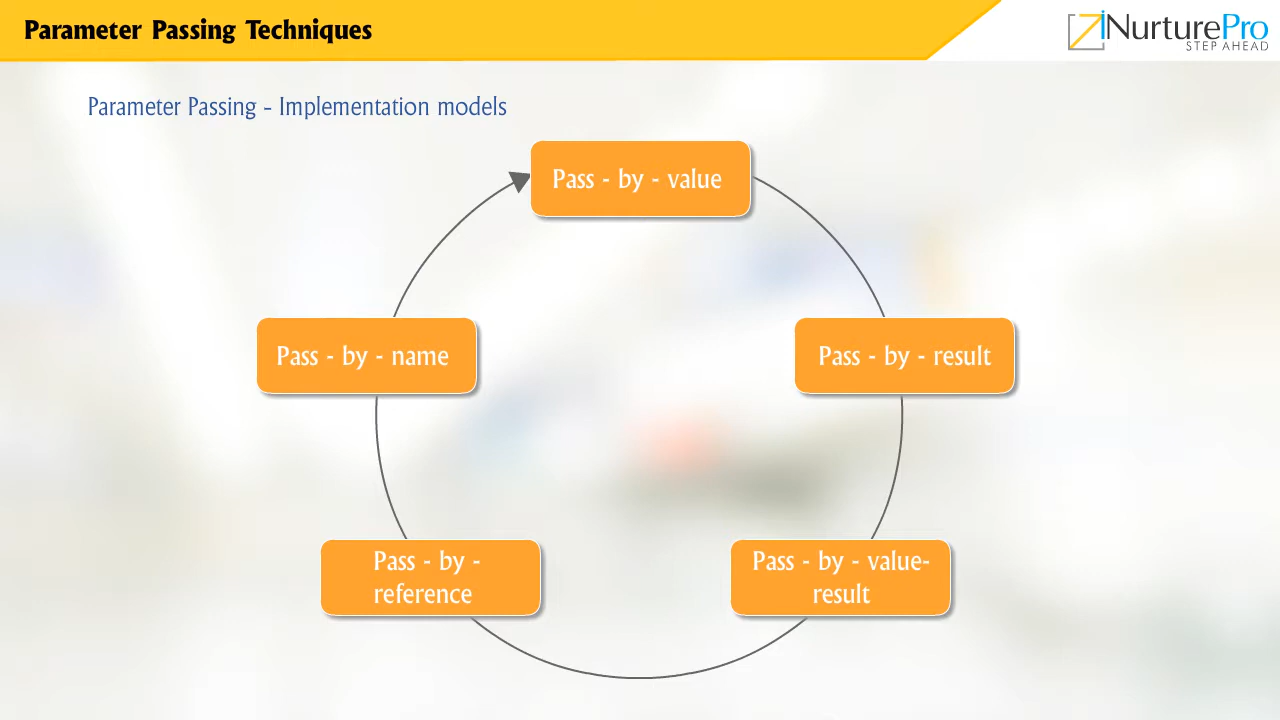 Parameter Passing Techniques
iNurturePro
STEP AHEAD
Parameter Passing - Implementation models
Pass - by - value
Pass - by - name
Pass - by - result
Pass - by -
reference
Pass - by - value-
result